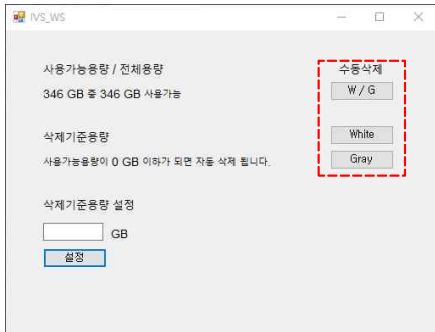 IVS_WS
사용가능용량 / 전체용량
수동삭제
346 GB 중 346 GB 사용가능
W / G
삭제기준용량
White
사용가능용량이 0 GB 이하가 되면 자동 삭제 됩니다.
Gray
삭제기준용량 설정
GB
설정